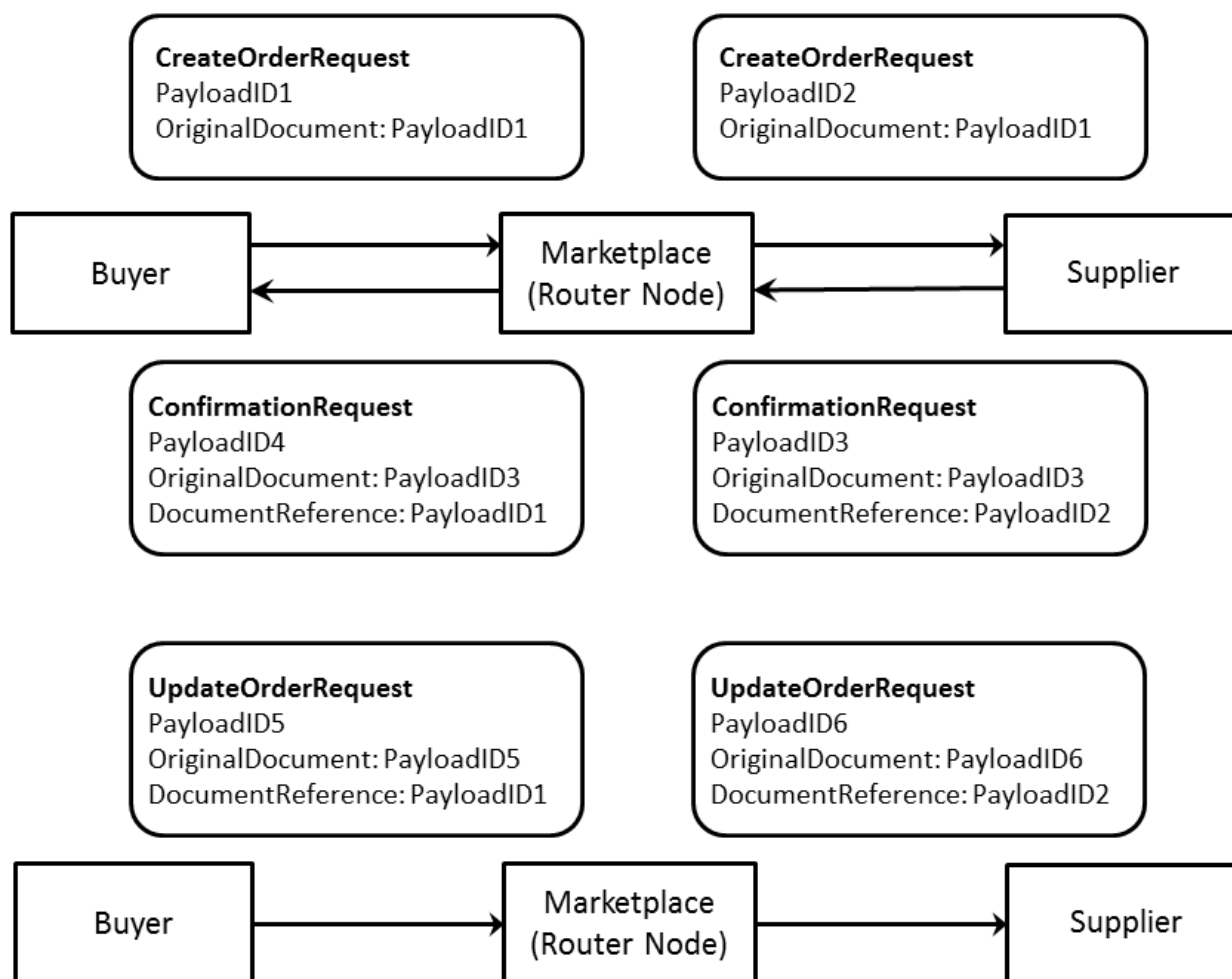 CreateOrderRequest
PayloadID1
OriginalDocument: PayloadID1
CreateOrderRequest
PayloadID2
OriginalDocument: PayloadID1
Buyer
Marketplace
(Router Node)
Supplier
ConfirmationRequest
PayloadID4
OriginalDocument: PayloadID3
DocumentReference: PayloadID1
ConfirmationRequest
PayloadID3
OriginalDocument: PayloadID3
DocumentReference: PayloadID2
UpdateOrderRequest
PayloadID5
OriginalDocument: PayloadID5
DocumentReference: PayloadID1
UpdateOrderRequest
PayloadID6
OriginalDocument: PayloadID6
DocumentReference: PayloadID2
Buyer
Marketplace
(Router Node)
Supplier